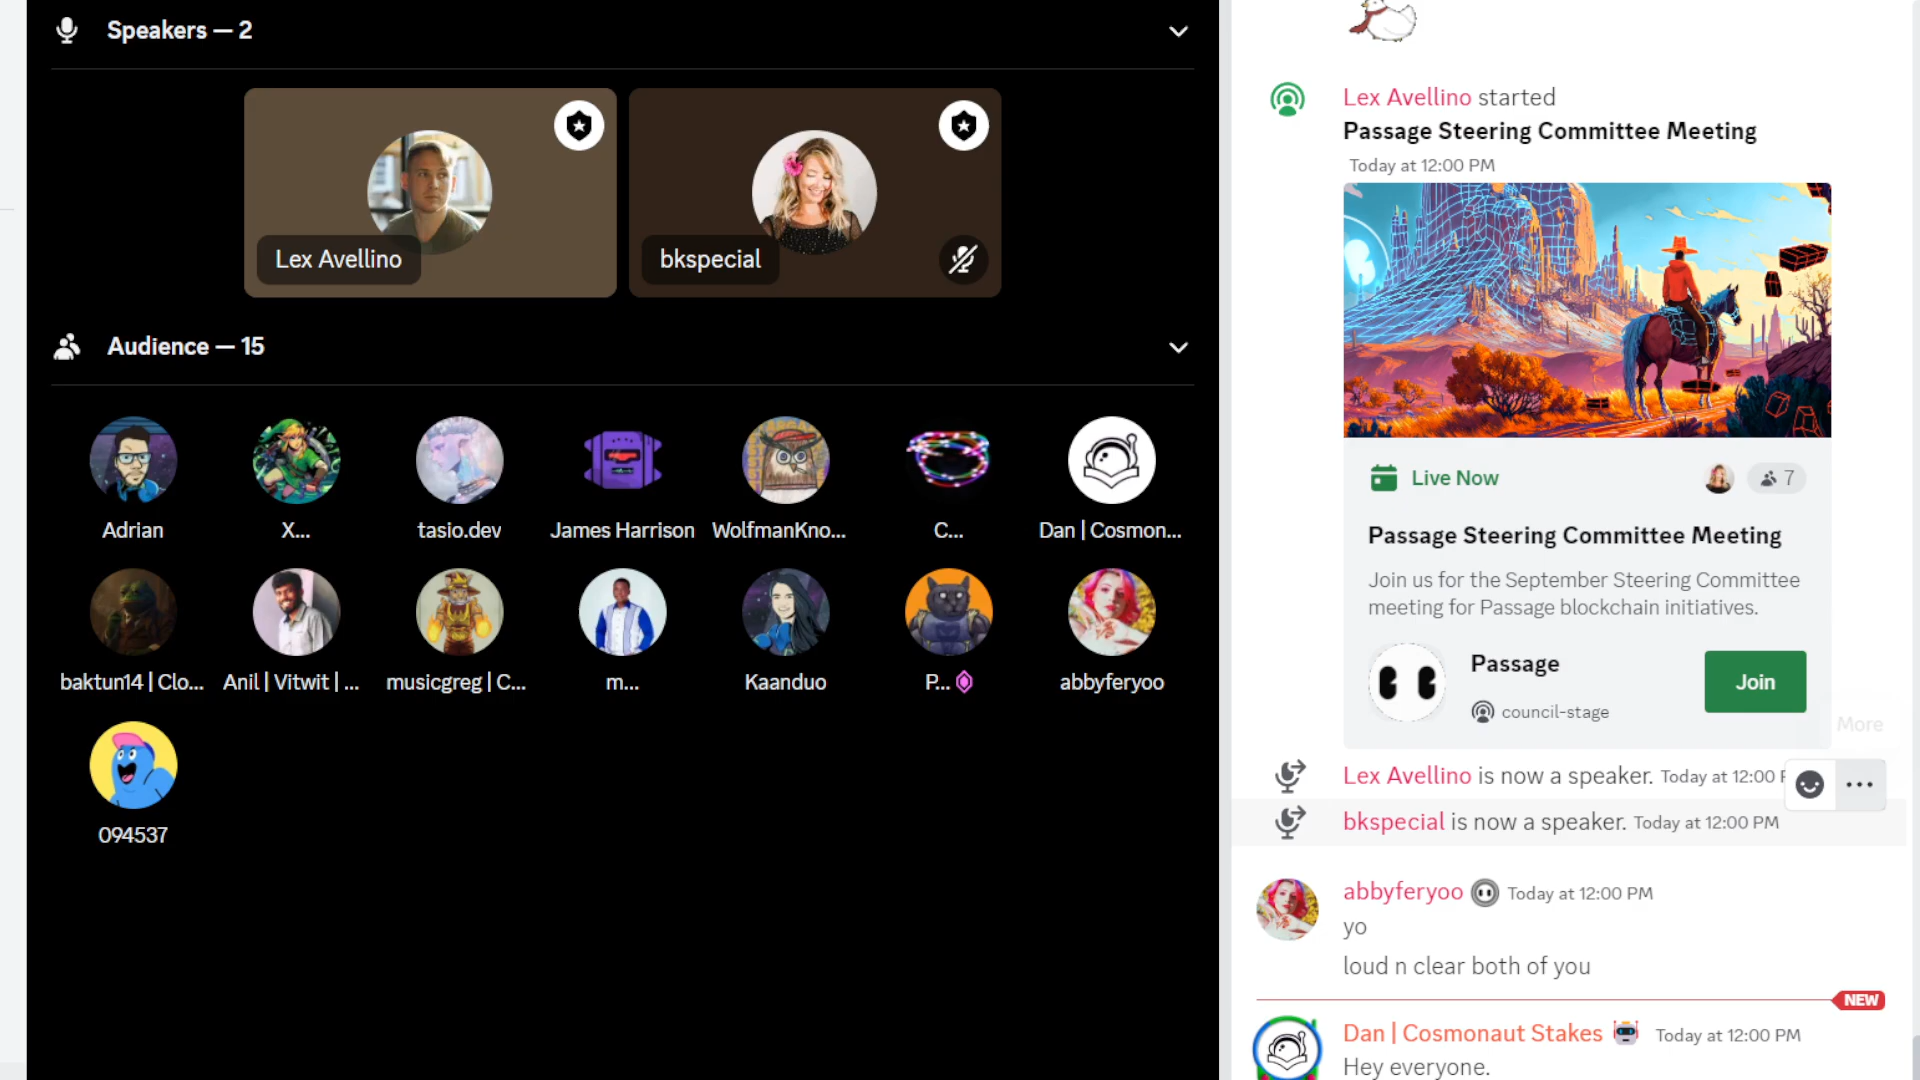 Speakers — 2
Lex Avellino
bkspecial
Audience — 15
Adrian
X...
tasio.dev
James Harrison
WolfmanKno...
C...
Dan | Cosmon...
baktun14 | Clo...
Anil | Vitwit | ...
musicgreg | C...
m...
Kaanduo
P...
abbyferyoo
094537
Lex Avellino started
Passage Steering Committee Meeting
Today at 12:00 PM
Live Now
7
Passage Steering Committee Meeting
Join us for the September Steering Committee
meeting for Passage blockchain initiatives.
Passage
council-stage
Join
More
Lex Avellino is now a speaker. Today at 12:00
bkspecial is now a speaker. Today at 12:00 PM
abbyferyoo Today at 12:00 PM
yo
loud n clear both of you
NEW
Dan | Cosmonaut Stakes Today at 12:00 PM
Hey everyone.